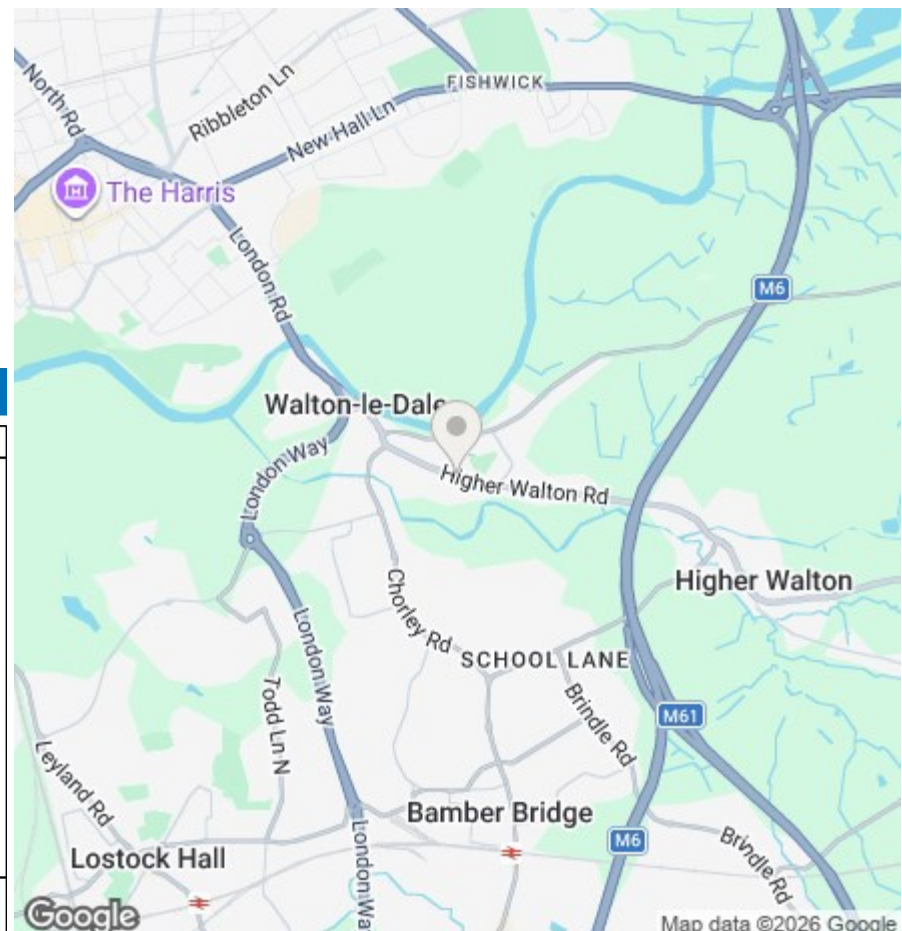 FISHWICK
North Rd
Ribbleton Ln
New Hall Ln
The Harris
London Rd
M6
Walton-le-Dale
London Way
Higher Walton Rd
Higher Walton
Chorley Rd
SCHOOL LANE
London Way
Todd Ln N
Brindle Rd
M61
Leyland Rd
Bamber Bridge
M6
Brindle Rd
Lostock Hall
London Wa
Google
Map data ©2026 Google